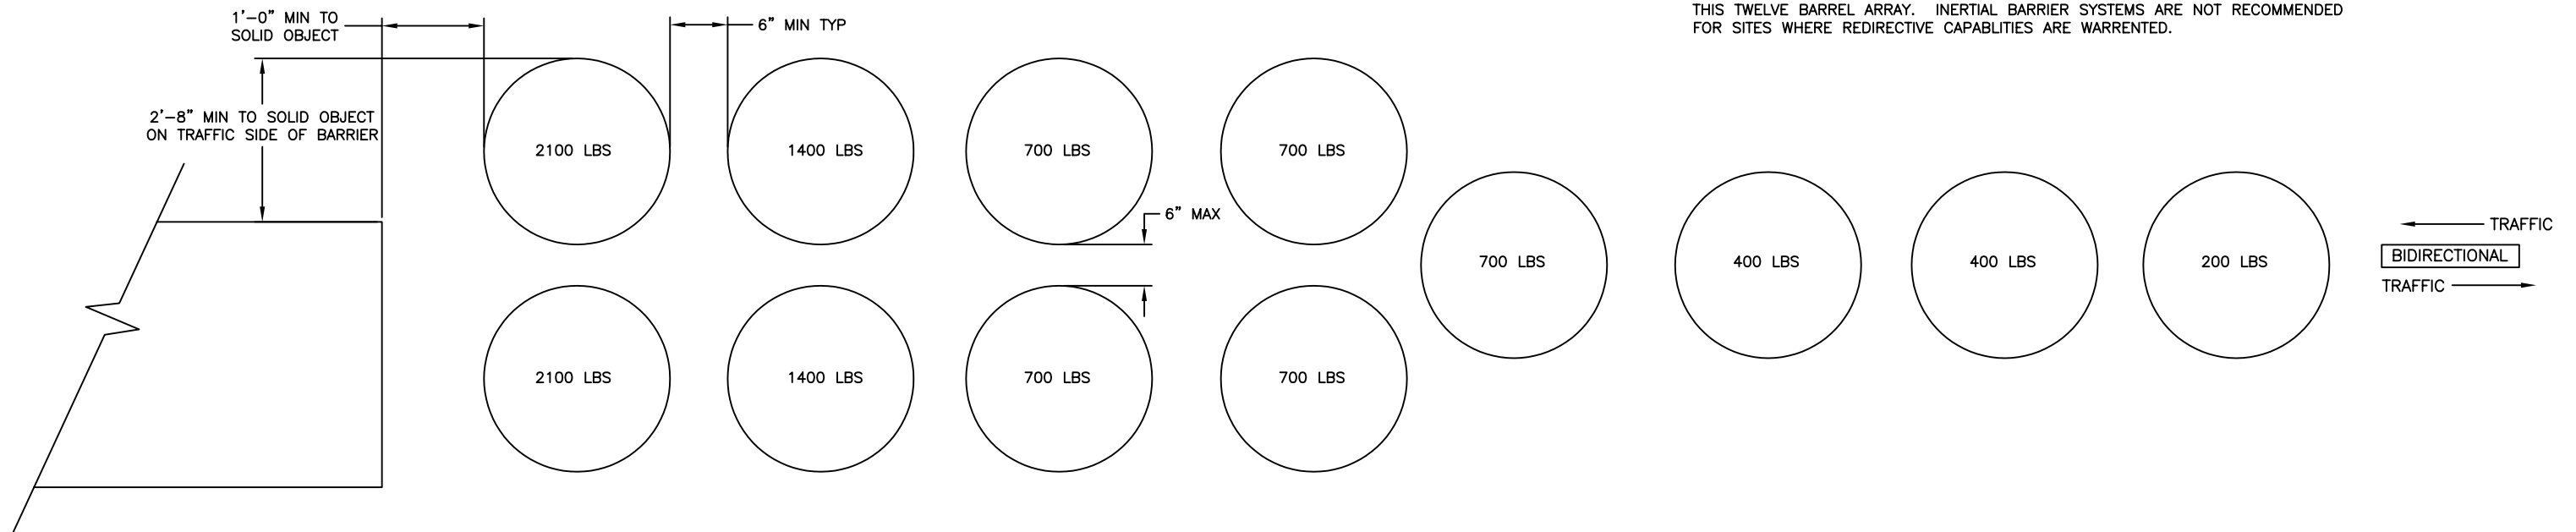 THIS TWELVE BARREL ARRAY. INERTIAL BARRIER SYSTEMS ARE NOT RECOMMENDED
FOR SITES WHERE REDIRECTIVE CAPABLITIES ARE WARRENTED.
1'-0" MIN TO
SOLID OBJECT
6" MIN TYP
2'-8" MIN TO SOLID OBJECT
ON TRAFFIC SIDE OF BARRIER
2100 LBS
1400 LBS
700 LBS
700 LBS
6" MAX
700 LBS
400 LBS
400 LBS
200 LBS
TRAFFIC
BIDIRECTIONAL
TRAFFIC
2100 LBS
1400 LBS
700 LBS
700 LBS